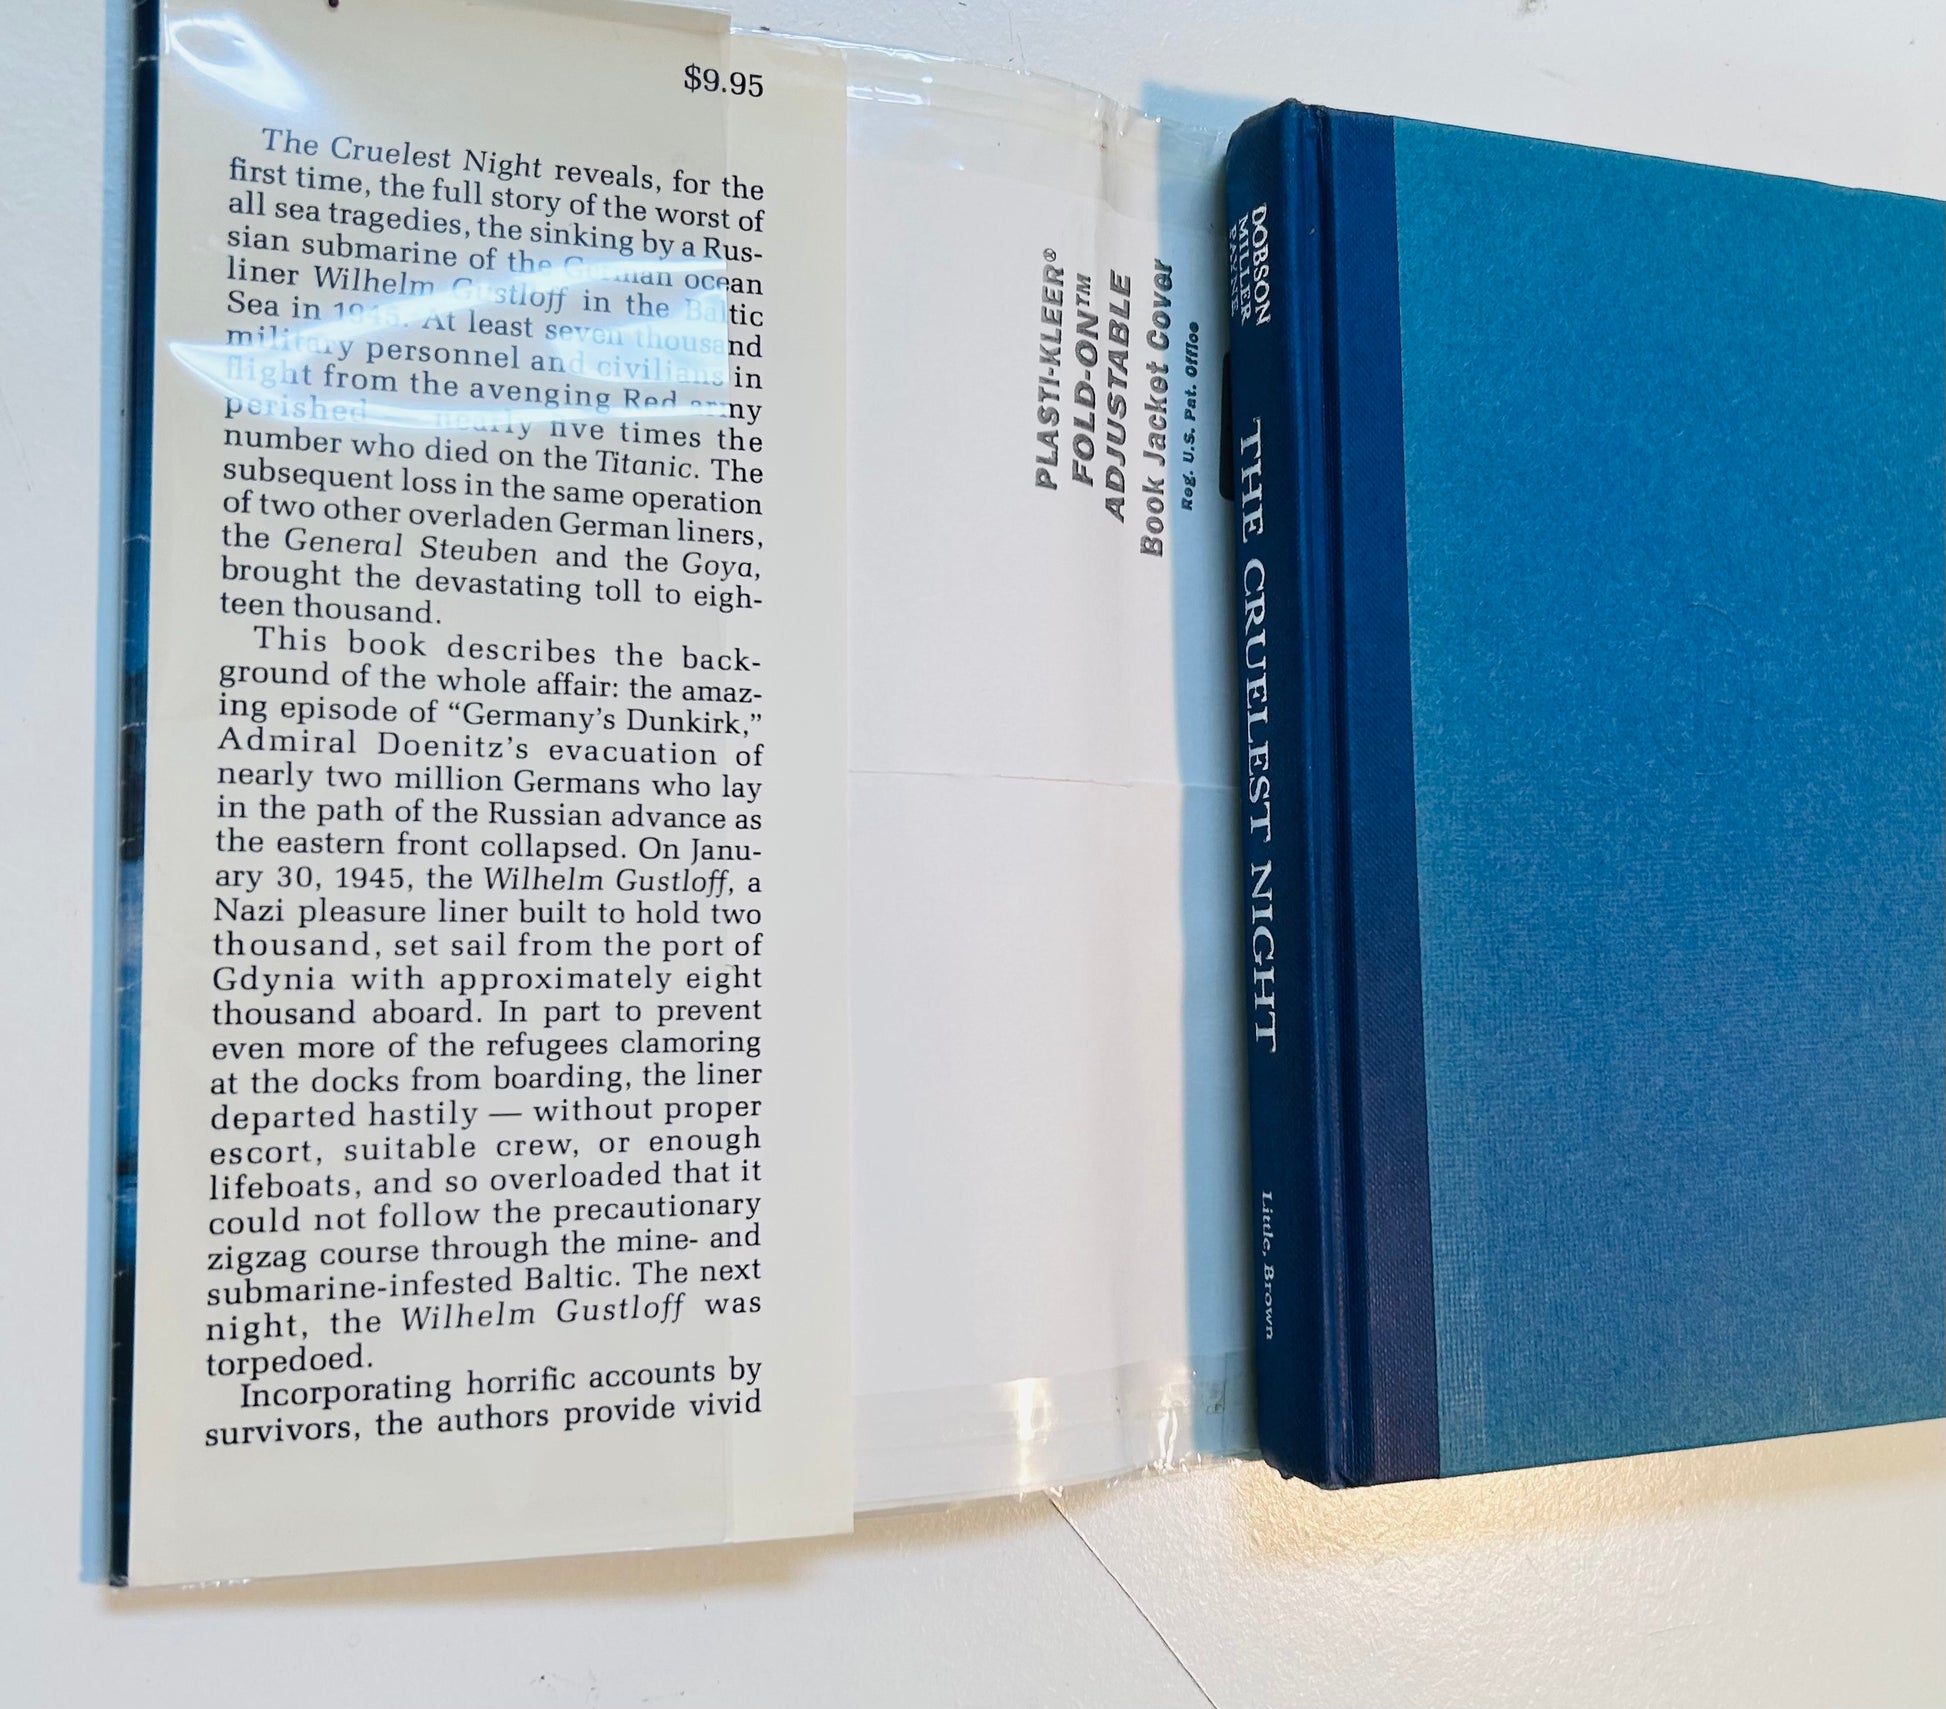 $9.95
The Cruelest Night reveals, for the
first time, the full story of the worst of
all sea tragedies, the sinking by a Rus-
sian submarine of the German ocean
liner Wilhelm Gustloff in the Baltic
Sea in 1945. At least seven thousand
military personnel and civilians in
flight from the avenging Red army
perished — nearly five times the
number who died on the Titanic. The
subsequent loss in the same operation
of two other overladen German liners,
the General Steuben and the Goya,
brought the devastating toll to eigh-
teen thousand.
This book describes the back-
ground of the whole affair: the amaz-
ing episode of “Germany’s Dunkirk,”
Admiral Doenitz’s evacuation of
nearly two million Germans who lay
in the path of the Russian advance as
the eastern front collapsed. On Janu-
ary 30, 1945, the Wilhelm Gustloff, a
Nazi pleasure liner built to hold two
thousand, set sail from the port of
Gdynia with approximately eight
thousand aboard. In part to prevent
even more of the refugees clamoring
at the docks from boarding, the liner
departed hastily — without proper
escort, suitable crew, or enough
lifeboats, and so overloaded that it
could not follow the precautionary
zigzag course through the mine- and
submarine-infested Baltic. The next
night, the Wilhelm Gustloff was
torpedoed.
Incorporating horrific accounts by
survivors, the authors provide vivid
PLASTI-KLEER®
FOLD-ON™
ADJUSTABLE
Book Jacket Cover
Reg. U.S. Pat. Office
DOBSON
MILLER
PAYNE
THE CRUELEST NIGHT
Little, Brown